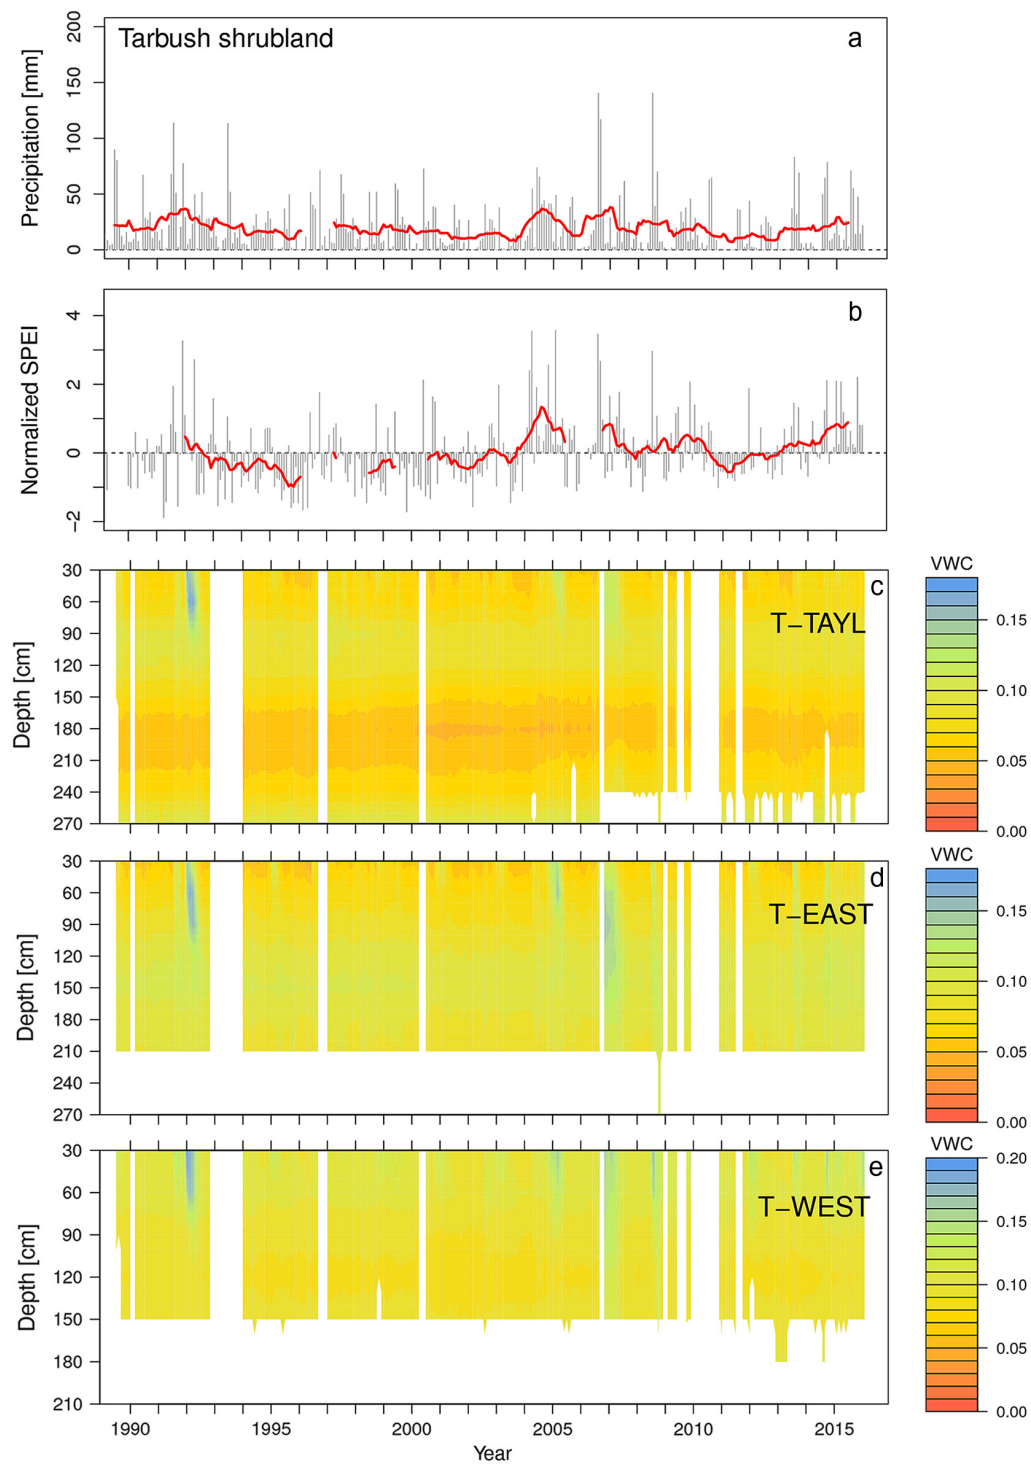 Tarbush shrubland
a
Precipitation [mm]
200
150
100
50
0
b
Normalized SPEI
4
2
0
−2
c
T−TAYL
Depth [cm]
30
60
90
120
150
180
210
240
270
VWC
0.15
0.10
0.05
0.00
d
T−EAST
Depth [cm]
30
60
90
120
150
180
210
240
270
VWC
0.15
0.10
0.05
0.00
e
T−WEST
Depth [cm]
30
60
90
120
150
180
210
VWC
0.20
0.15
0.10
0.05
0.00
1990 1995 2000 2005 2010 2015
Year